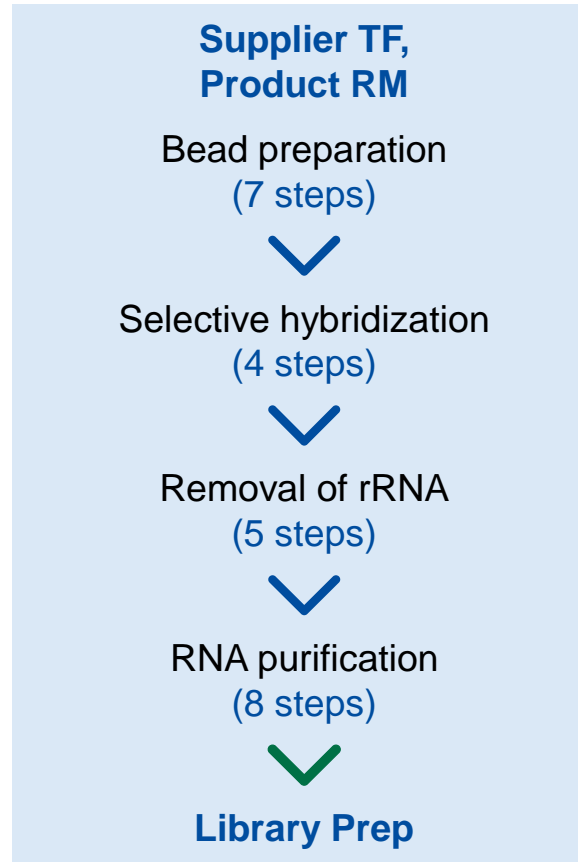 Supplier TF,
Product RM
Bead preparation
(7 steps)
Selective hybridization
(4 steps)
Removal of rRNA
(5 steps)
RNA purification
(8 steps)
Library Prep